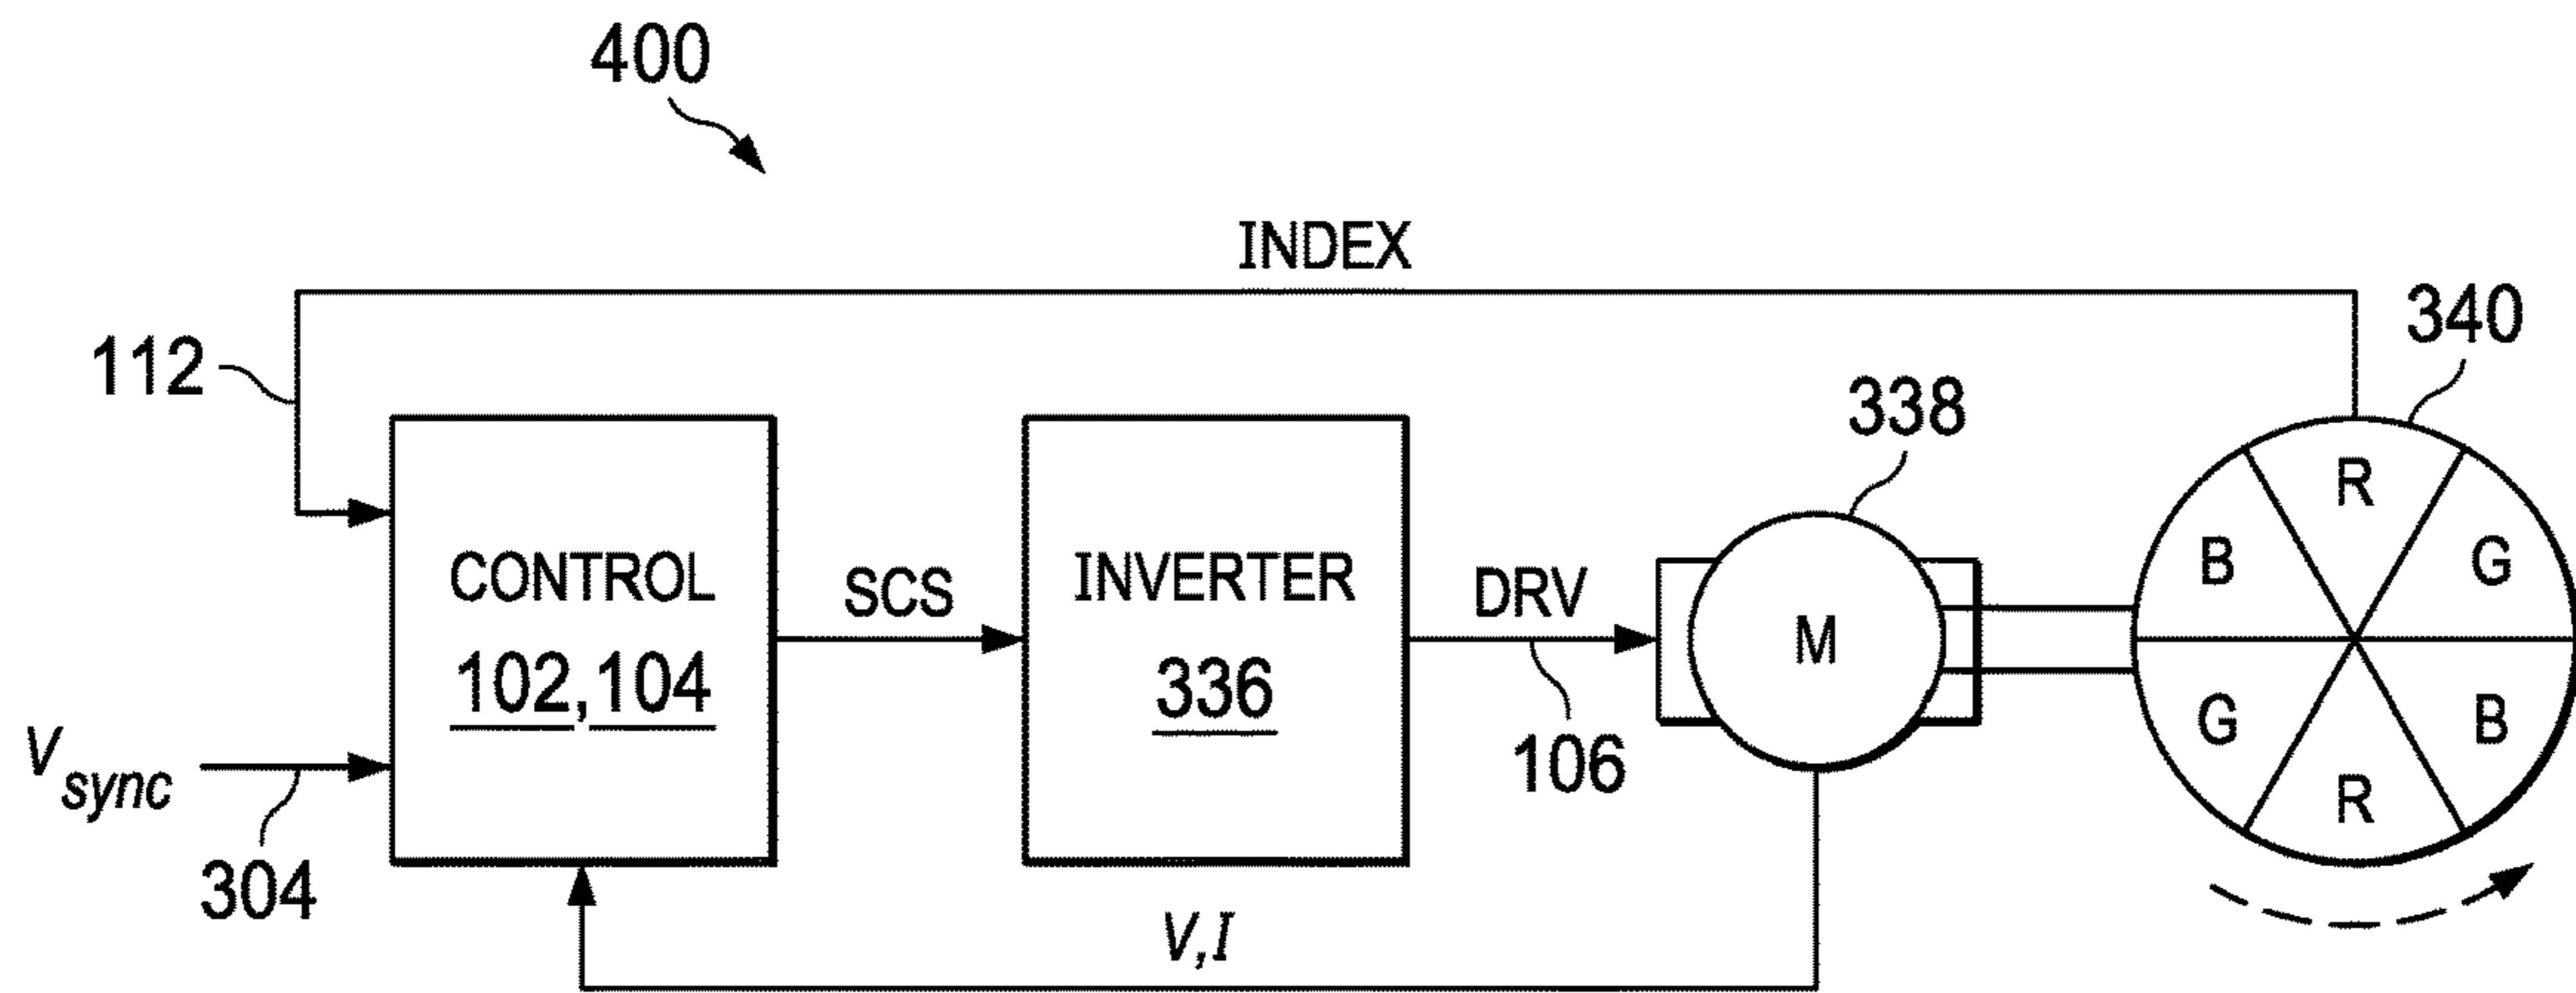 400
INDEX
112
340
338
CONTROL
102, 104
SCS
INVERTER
336
DRV
106
M
R
B
G
G
B
R
Vsync
304
V, I